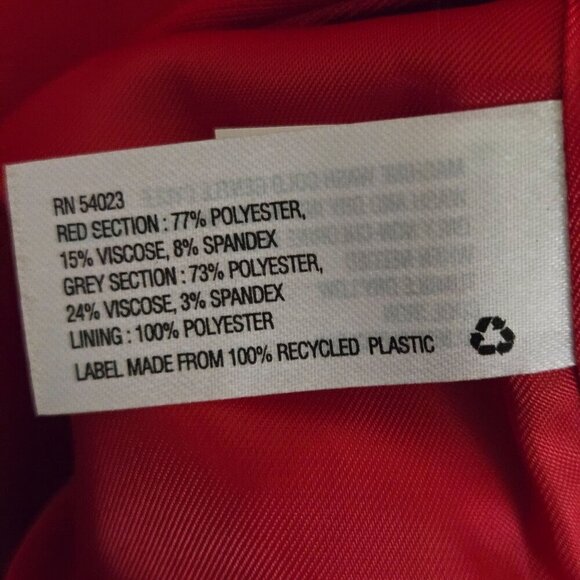 RN 54023
RED SECTION : 77% POLYESTER,
15% VISCOSE, 8% SPANDEX
GREY SECTION : 73% POLYESTER,
24% VISCOSE, 3% SPANDEX
LINING : 100% POLYESTER
LABEL MADE FROM 100% RECYCLED PLASTIC